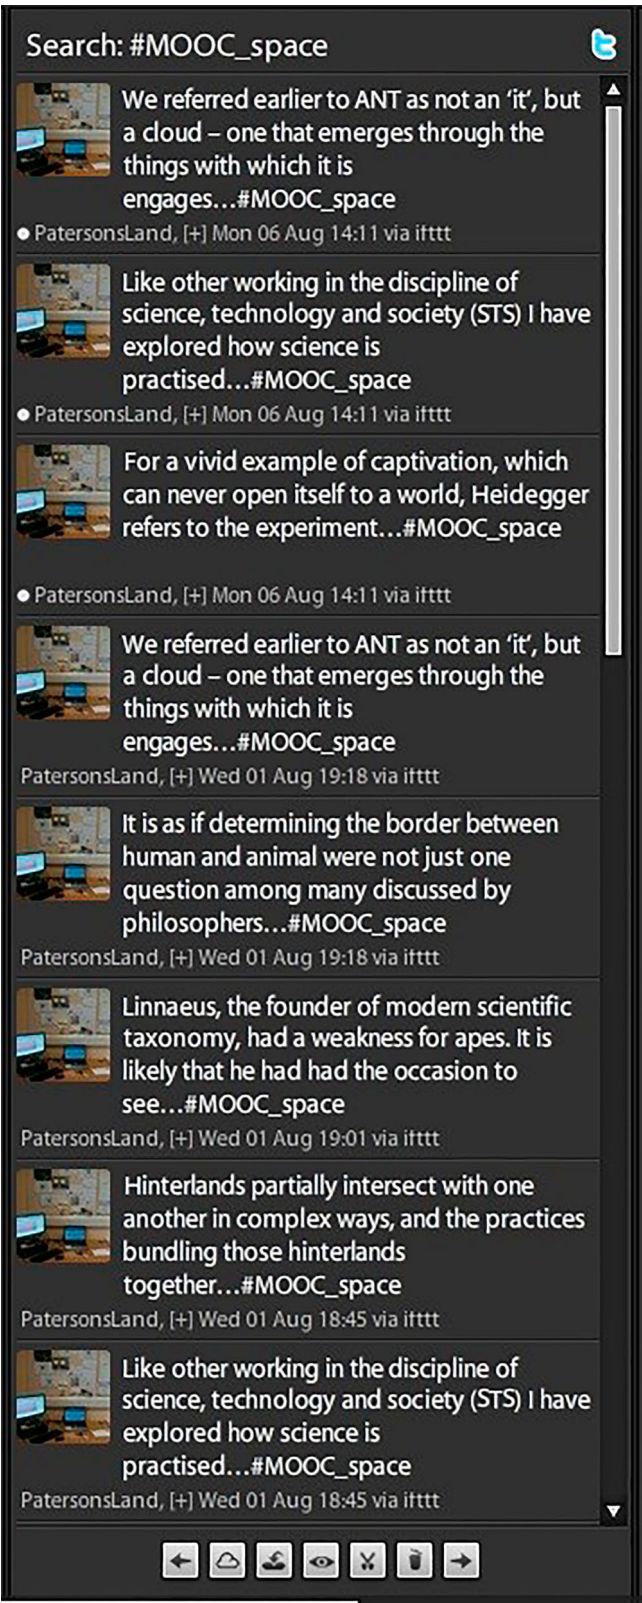 Search: #MOOC_space
We referred earlier to ANT as not an ‘it’, but
a cloud – one that emerges through the
things with which it is
engages...#MOOC_space
PatersonsLand, [+] Mon 06 Aug 14:11 via ifttt
Like other working in the discipline of
science, technology and society (STS) I have
explored how science is
practised...#MOOC_space
PatersonsLand, [+] Mon 06 Aug 14:11 via ifttt
For a vivid example of captivation, which
can never open itself to a world, Heidegger
refers to the experiment...#MOOC_space
PatersonsLand, [+] Mon 06 Aug 14:11 via ifttt
We referred earlier to ANT as not an ‘it’, but
a cloud – one that emerges through the
things with which it is
engages...#MOOC_space
PatersonsLand, [+] Wed 01 Aug 19:18 via ifttt
It is as if determining the border between
human and animal were not just one
question among many discussed by
philosophers...#MOOC_space
PatersonsLand, [+] Wed 01 Aug 19:18 via ifttt
Linnaeus, the founder of modern scientific
taxonomy, had a weakness for apes. It is
likely that he had had the occasion to
see...#MOOC_space
PatersonsLand, [+] Wed 01 Aug 19:01 via ifttt
Hinterlands partially intersect with one
another in complex ways, and the practices
bundling those hinterlands
together...#MOOC_space
PatersonsLand, [+] Wed 01 Aug 18:45 via ifttt
Like other working in the discipline of
science, technology and society (STS) I have
explored how science is
practised...#MOOC_space
PatersonsLand, [+] Wed 01 Aug 18:45 via ifttt